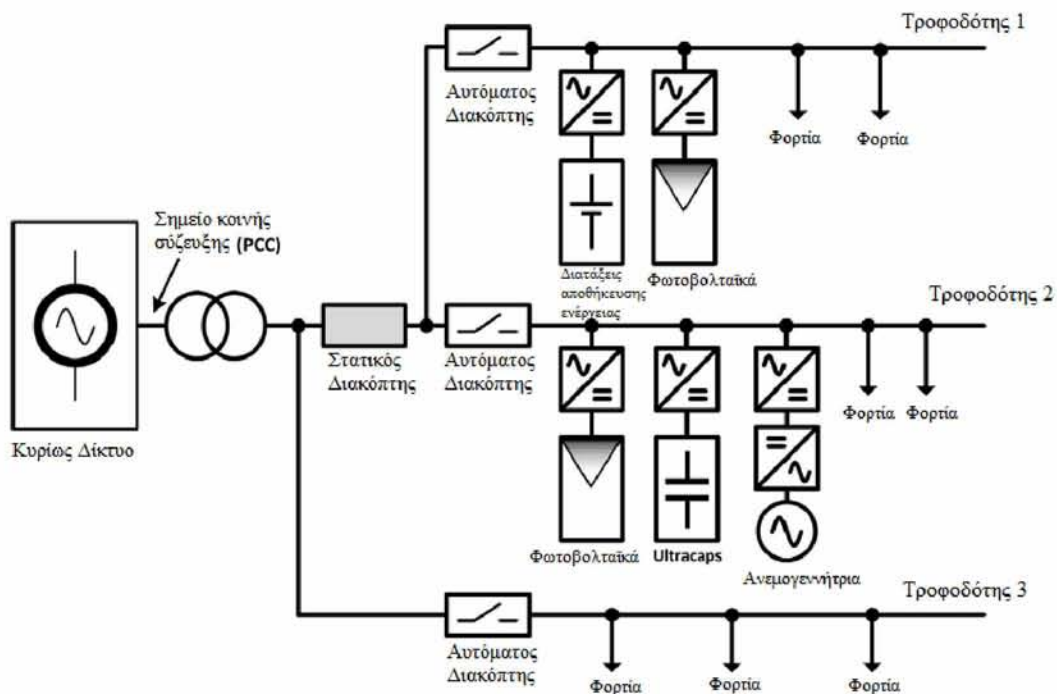 Τροφοδότης 1
Αυτόματος
Διακόπτης
Φορτία
Φορτία
Σημείο κοινής
σύζευξης (PCC)
Διατάξεις
αποθήκευσης
ενέργειας
Φωτοβολταϊκά
Τροφοδότης 2
Στατικός
Διακόπτης
Αυτόματος
Διακόπτης
Φορτία
Φορτία
Κυρίως Δίκτυο
Φωτοβολταϊκά
Ultracaps
Ανεμογεννήτρια
Τροφοδότης 3
Αυτόματος
Διακόπτης
Φορτία
Φορτία
Φορτία